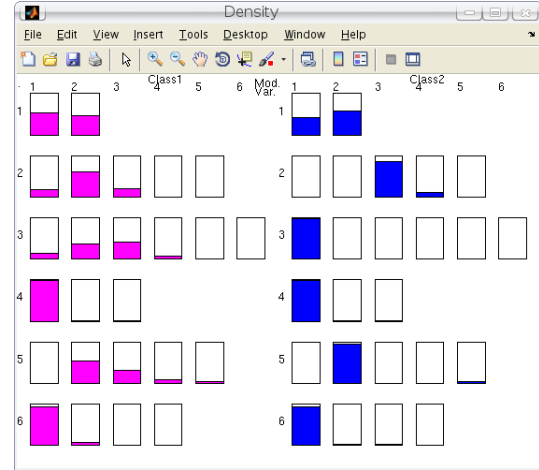 Density
File Edit View Insert Tools Desktop Window Help
Class1 Mod. Class2
. 1 2 3 4 5 6 Var. 1 2 3 4 5 6
1 1
2 2
3 3
4 4
5 5
6 6